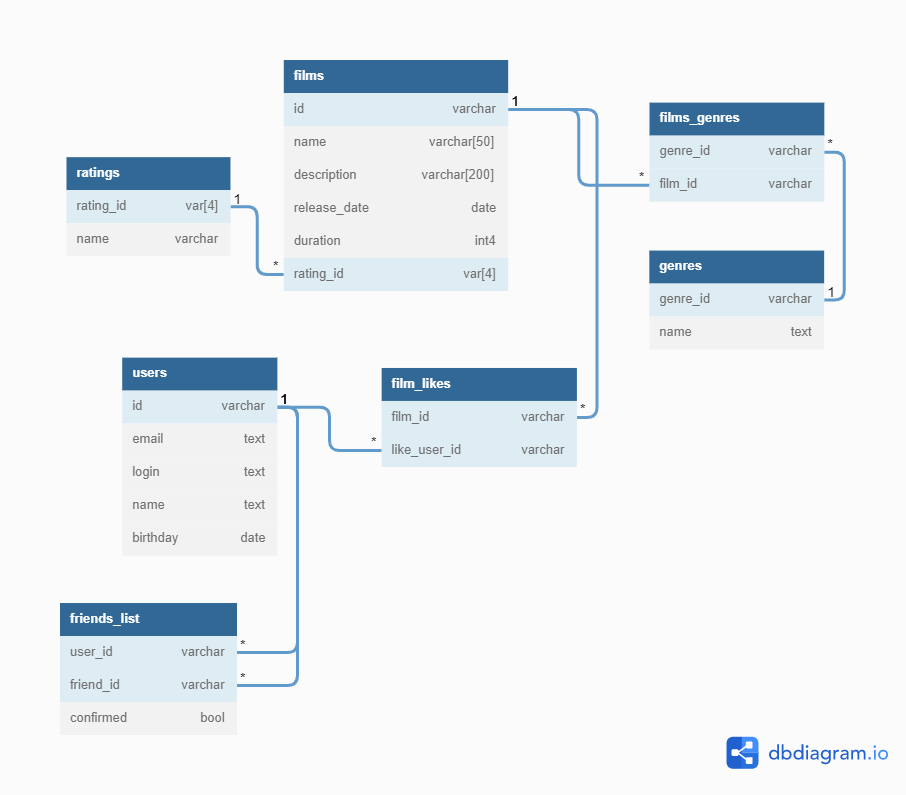 films
id varchar
name varchar[50]
description varchar[200]
release_date date
duration int4
rating_id var[4]
1
*
ratings
rating_id var[4]
name varchar
1
films_genres
genre_id varchar
film_id varchar
*
*
genres
genre_id varchar
name text
1
users
id varchar
email text
login text
name text
birthday date
1
film_likes
film_id varchar
like_user_id varchar
*
*
friends_list
user_id varchar
friend_id varchar
confirmed bool
*
*
dbdiagram.io